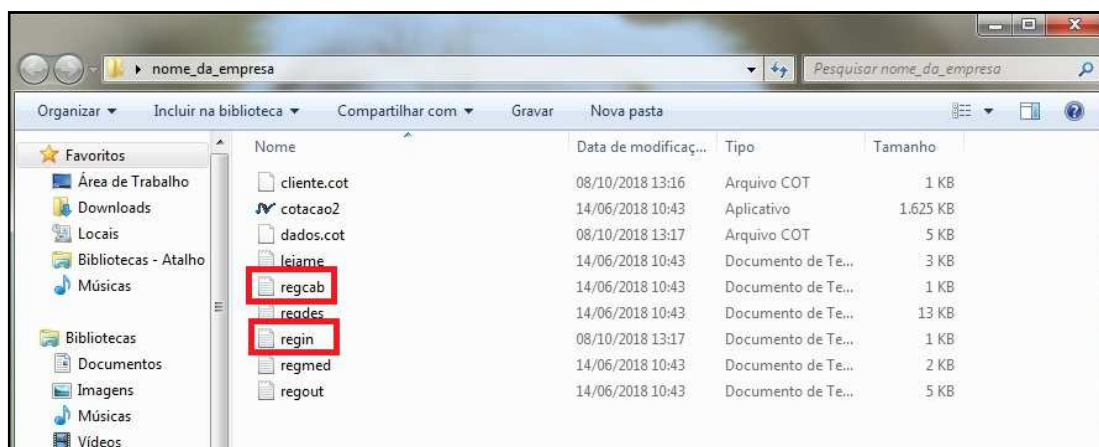 nome_da_empresa
Pesquisar nome_da_empresa
Organizar Incluir na biblioteca Compartilhar com Gravar Nova pasta
Favoritos
Área de Trabalho
Downloads
Locais
Bibliotecas - Atalho
Músicas
Bibliotecas
Documentos
Imagens
Músicas
Vídeos
Nome Data de modificaç... Tipo Tamanho
cliente.cot 08/10/2018 13:16 Arquivo COT 1 KB
cotacao2 14/06/2018 10:43 Aplicativo 1.625 KB
dados.cot 08/10/2018 13:17 Arquivo COT 5 KB
leiame 14/06/2018 10:43 Documento de Te... 3 KB
regcab 14/06/2018 10:43 Documento de Te... 1 KB
regdes 14/06/2018 10:43 Documento de Te... 13 KB
regin 08/10/2018 13:17 Documento de Te... 1 KB
regmed 14/06/2018 10:43 Documento de Te... 2 KB
regout 14/06/2018 10:43 Documento de Te... 5 KB